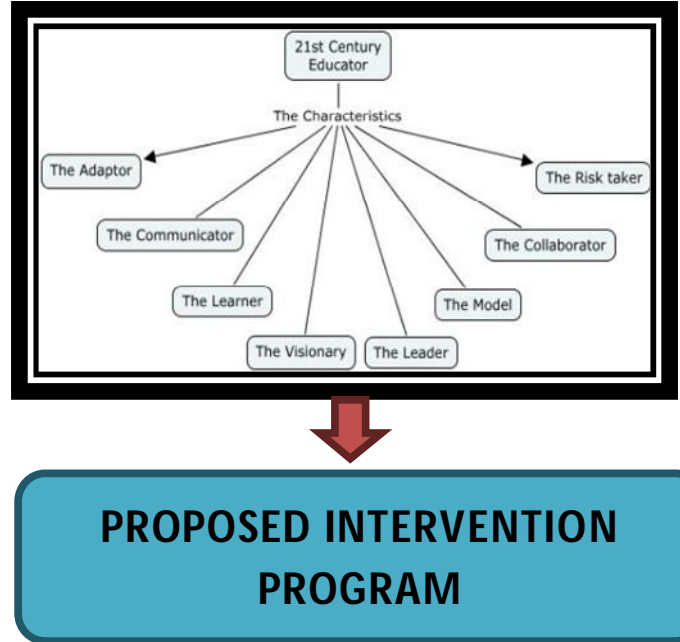 21st Century
Educator
The Characteristics
The Adaptor
The Risk taker
The Communicator
The Collaborator
The Learner
The Model
The Visionary
The Leader
PROPOSED INTERVENTION
PROGRAM